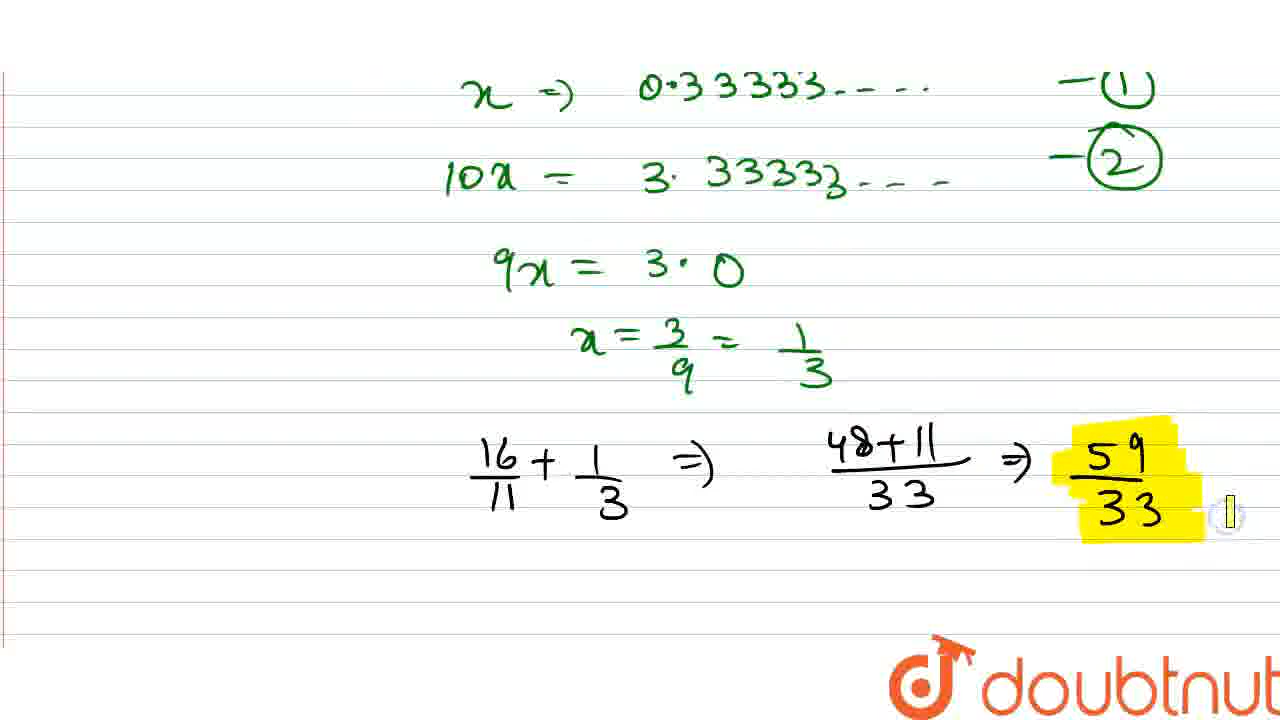 x ⇒ 0.33333.... -①
10x = 3.33333... -②
9x = 3.0
x = 3/9 = 1/3
16/11 + 1/3 ⇒ 48+11/33 ⇒ 59/33
doubtnut